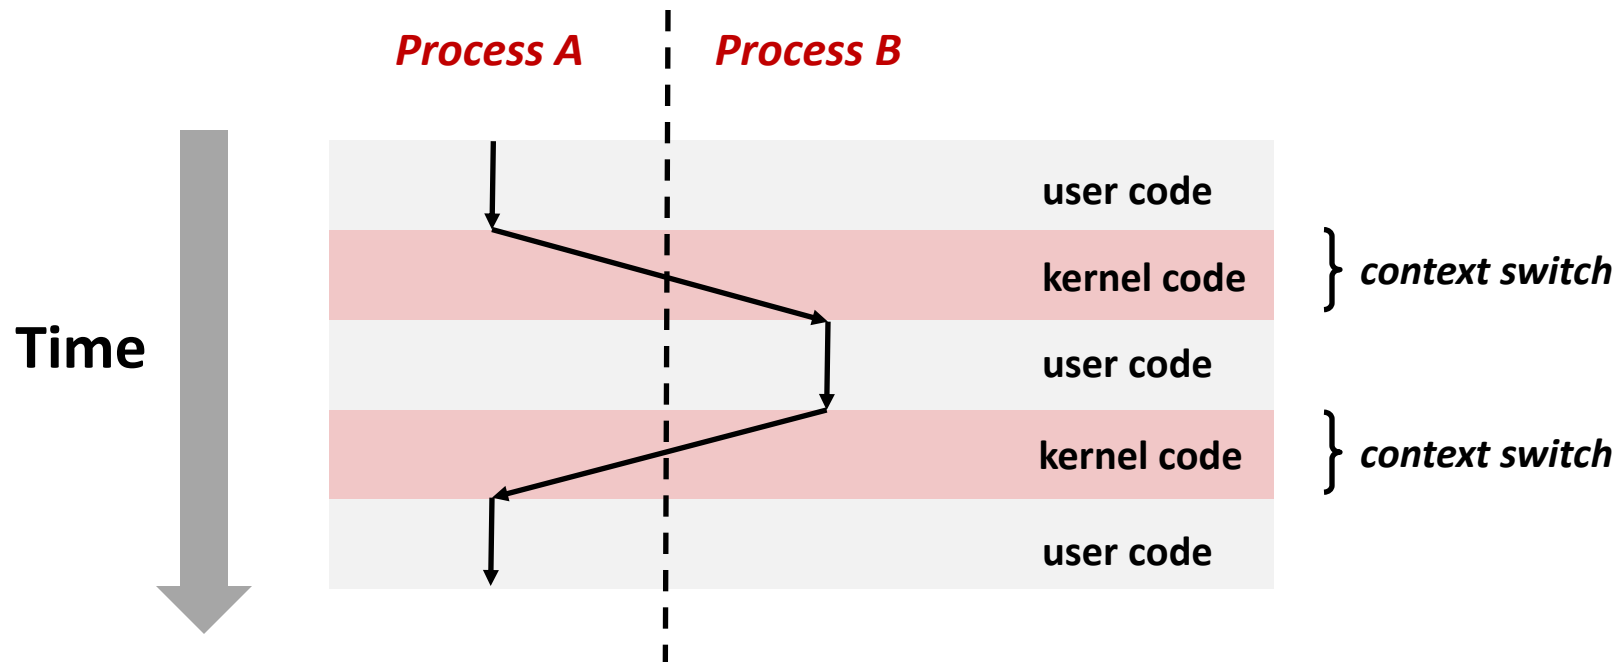 Process A
Process B
user code
kernel code
context switch
Time
user code
kernel code
context switch
user code